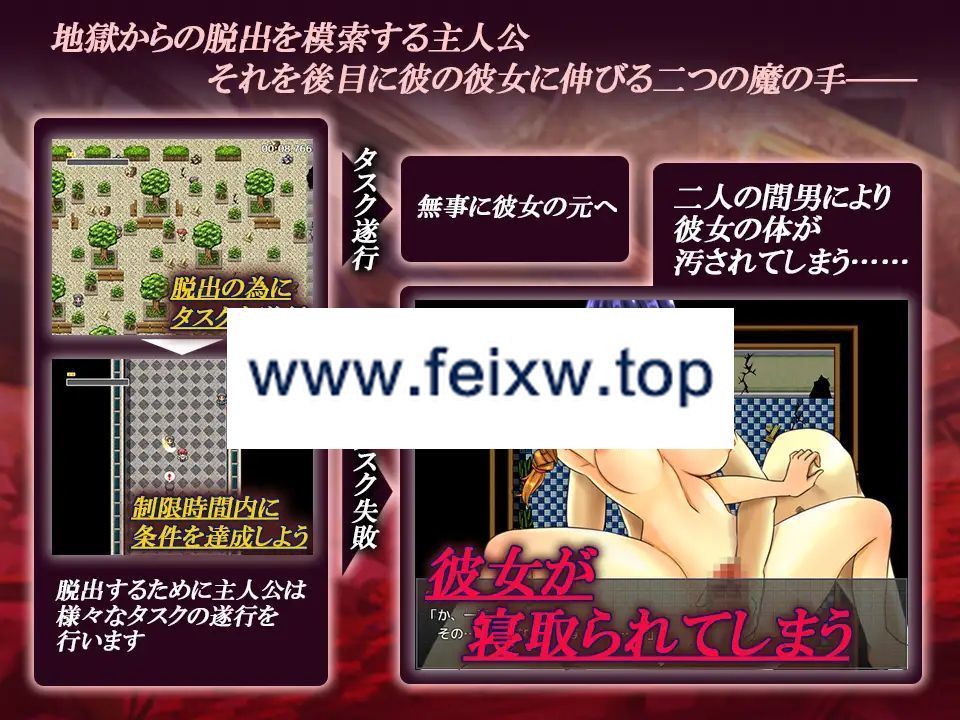 地獄からの脱出を模索する主人公
それを後目に彼の彼女に伸びる二つの魔の手――
00:08.766
脱出の為に
タスク
制限時間内に
条件を達成しよう
脱出するために主人公は
様々なタスクの遂行を
行います
タスク遂行
無事に彼女の元へ
スク失敗
二人の間男により
彼女の体が
汚されてしまう……
www.feixw.top
彼女が
寝取られてしまう
「か、一
その…